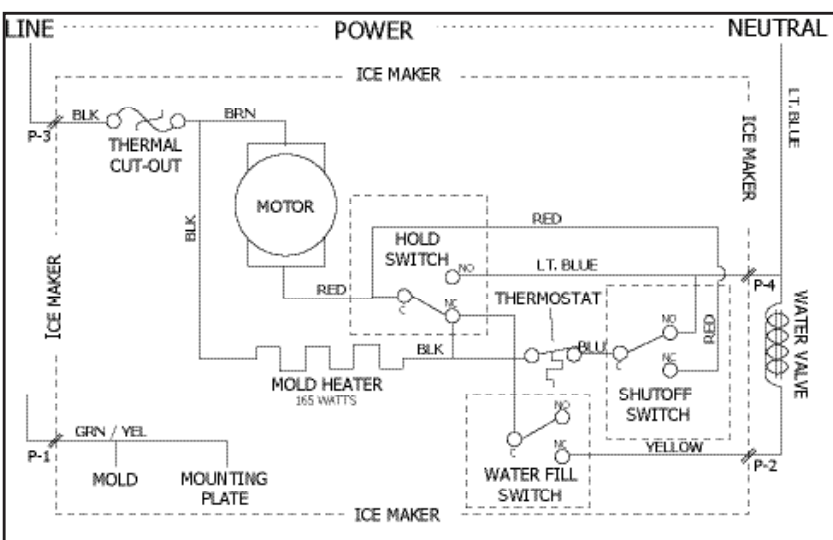 LINE POWER NEUTRAL
ICE MAKER
BLK BRN LT. BLUE
P-3 THERMAL CUT-OUT
ICE MAKER
MOTOR
BLK
HOLD SWITCH
RED
NO LT. BLUE
P-4
ICE MAKER
RED
C NC
THERMOSTAT
NO
RED
WATER VALVE
BLK
BLU
C NC
MOLD HEATER
165 WATTS
SHUTOFF SWITCH
GRN / YEL
NO
P-1
C NC
YELLOW
P-2
MOLD
MOUNTING PLATE
WATER FILL SWITCH
ICE MAKER